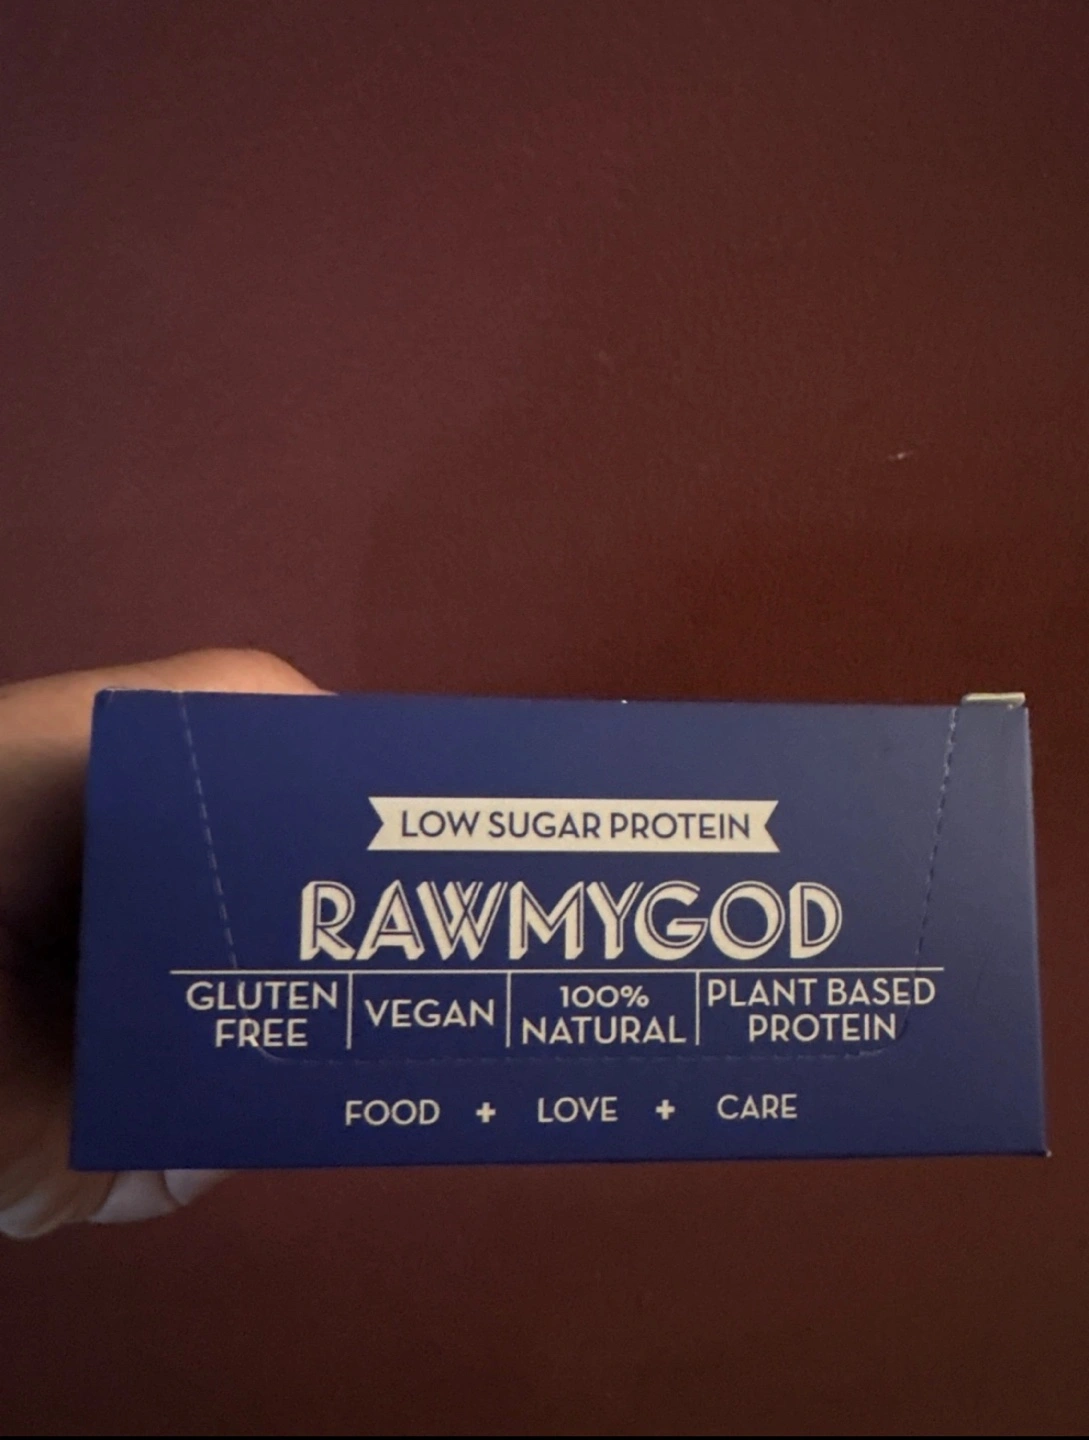 LOW SUGAR PROTEIN
RAWMYGOD
GLUTEN FREE
VEGAN
100% NATURAL
PLANT BASED PROTEIN
FOOD + LOVE + CARE